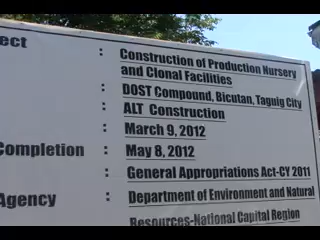 ect : Construction of Production Nursery
and Clonal Facilities
: DOST Compound, Bicutan, Taguig City
: ALT Construction
: March 9, 2012
Completion : May 8, 2012
: General Appropriations Act-CY 2011
Agency : Department of Environment and Natural
Resources-National Capital Region